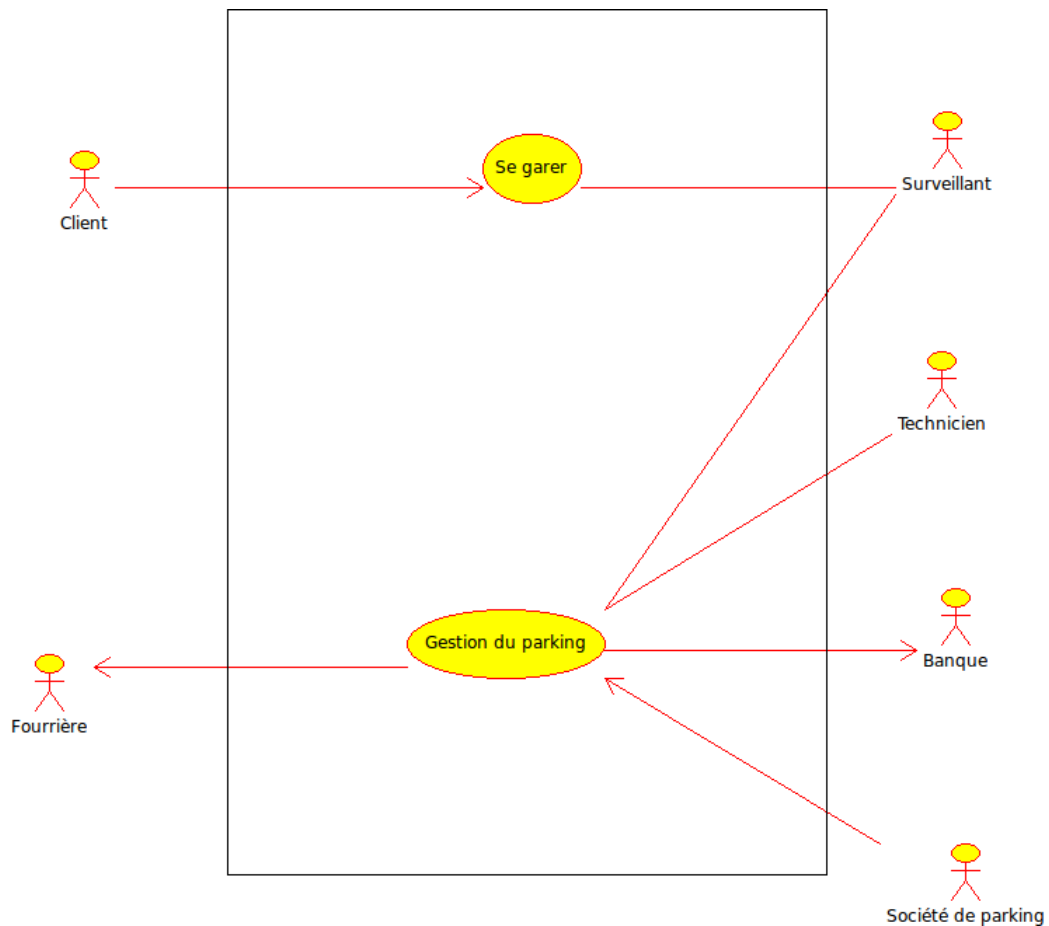 Se garer
Surveillant
Client
Technicien
Gestion du parking
Banque
Fourrière
Société de parking